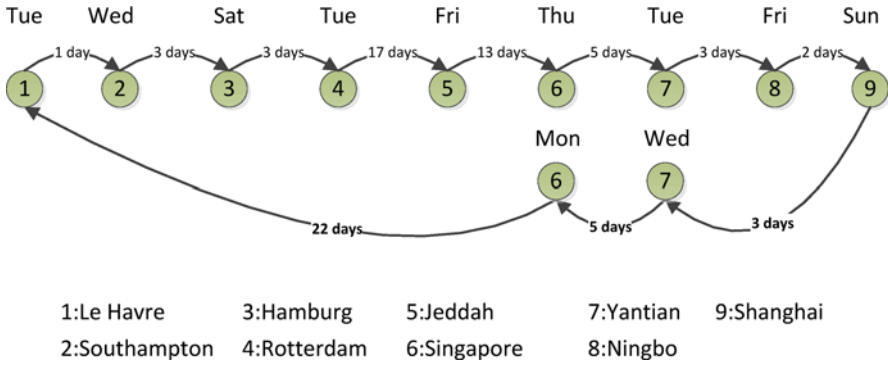 Tue Wed Sat Tue Fri Thu Tue Fri Sun
1 day 3 days 3 days 17 days 13 days 5 days 3 days 2 days
1 2 3 4 5 6 7 8 9
Mon Wed
6 7
22 days 5 days 3 days
1:Le Havre 3:Hamburg 5:Jeddah 7:Yantian 9:Shanghai
2:Southampton 4:Rotterdam 6:Singapore 8:Ningbo